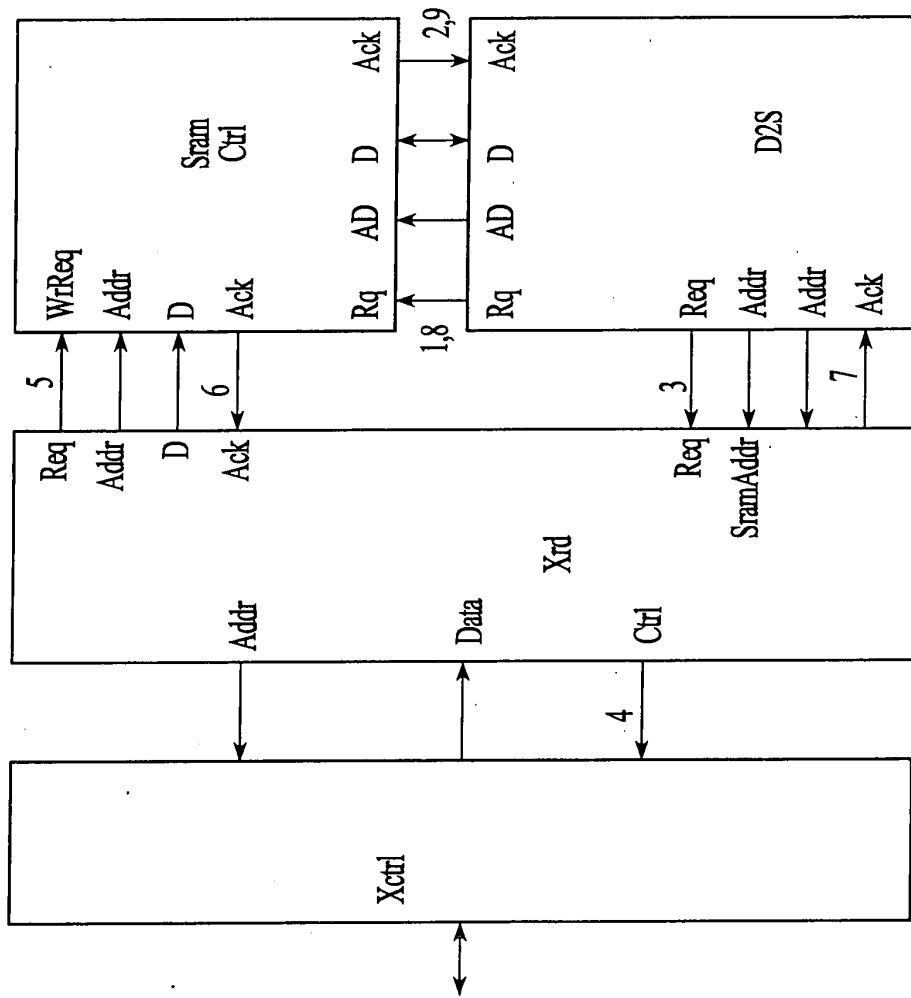 Req 5 WrReq
Addr Addr
D D
Sram
Ctrl
Addr Ack 6 Ack
Rq AD D Ack
Xctrl
1,8 2,9
Data Rq AD D Ack
Xrd
4 Ctrl
Req 3 Req
SramAddr Addr
D2S
Addr
7 Ack